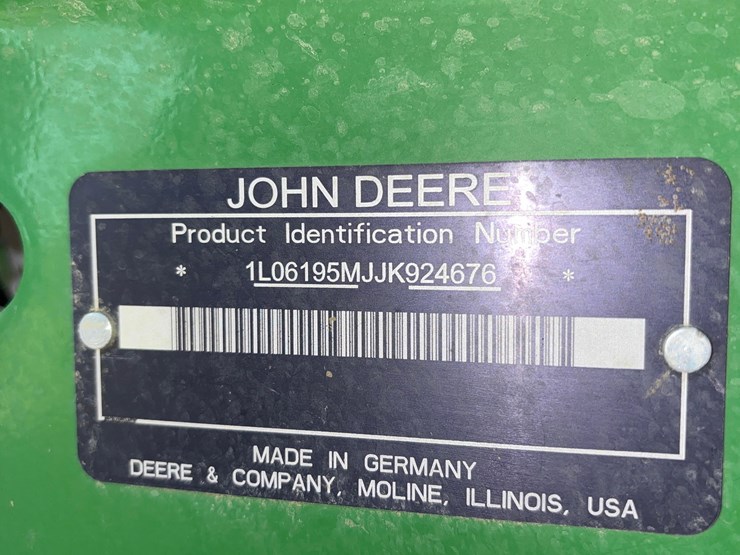 JOHN DEERE
Product Identification Number
* 1L06195MJJK924676 *
MADE IN GERMANY
DEERE & COMPANY, MOLINE, ILLINOIS, USA